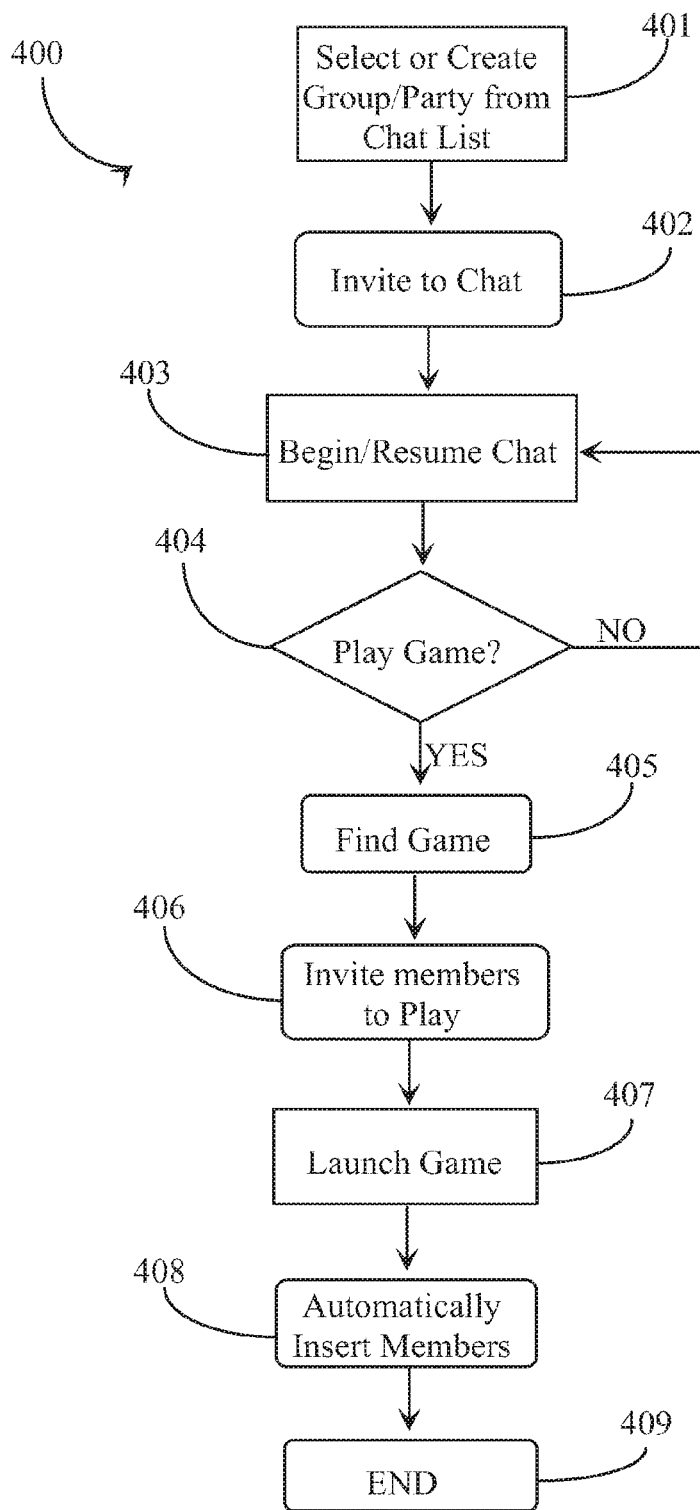 400
401
Select or Create
Group/Party from
Chat List
402
Invite to Chat
403
Begin/Resume Chat
404
Play Game?
NO
YES
405
Find Game
406
Invite members
to Play
407
Launch Game
408
Automatically
Insert Members
409
END